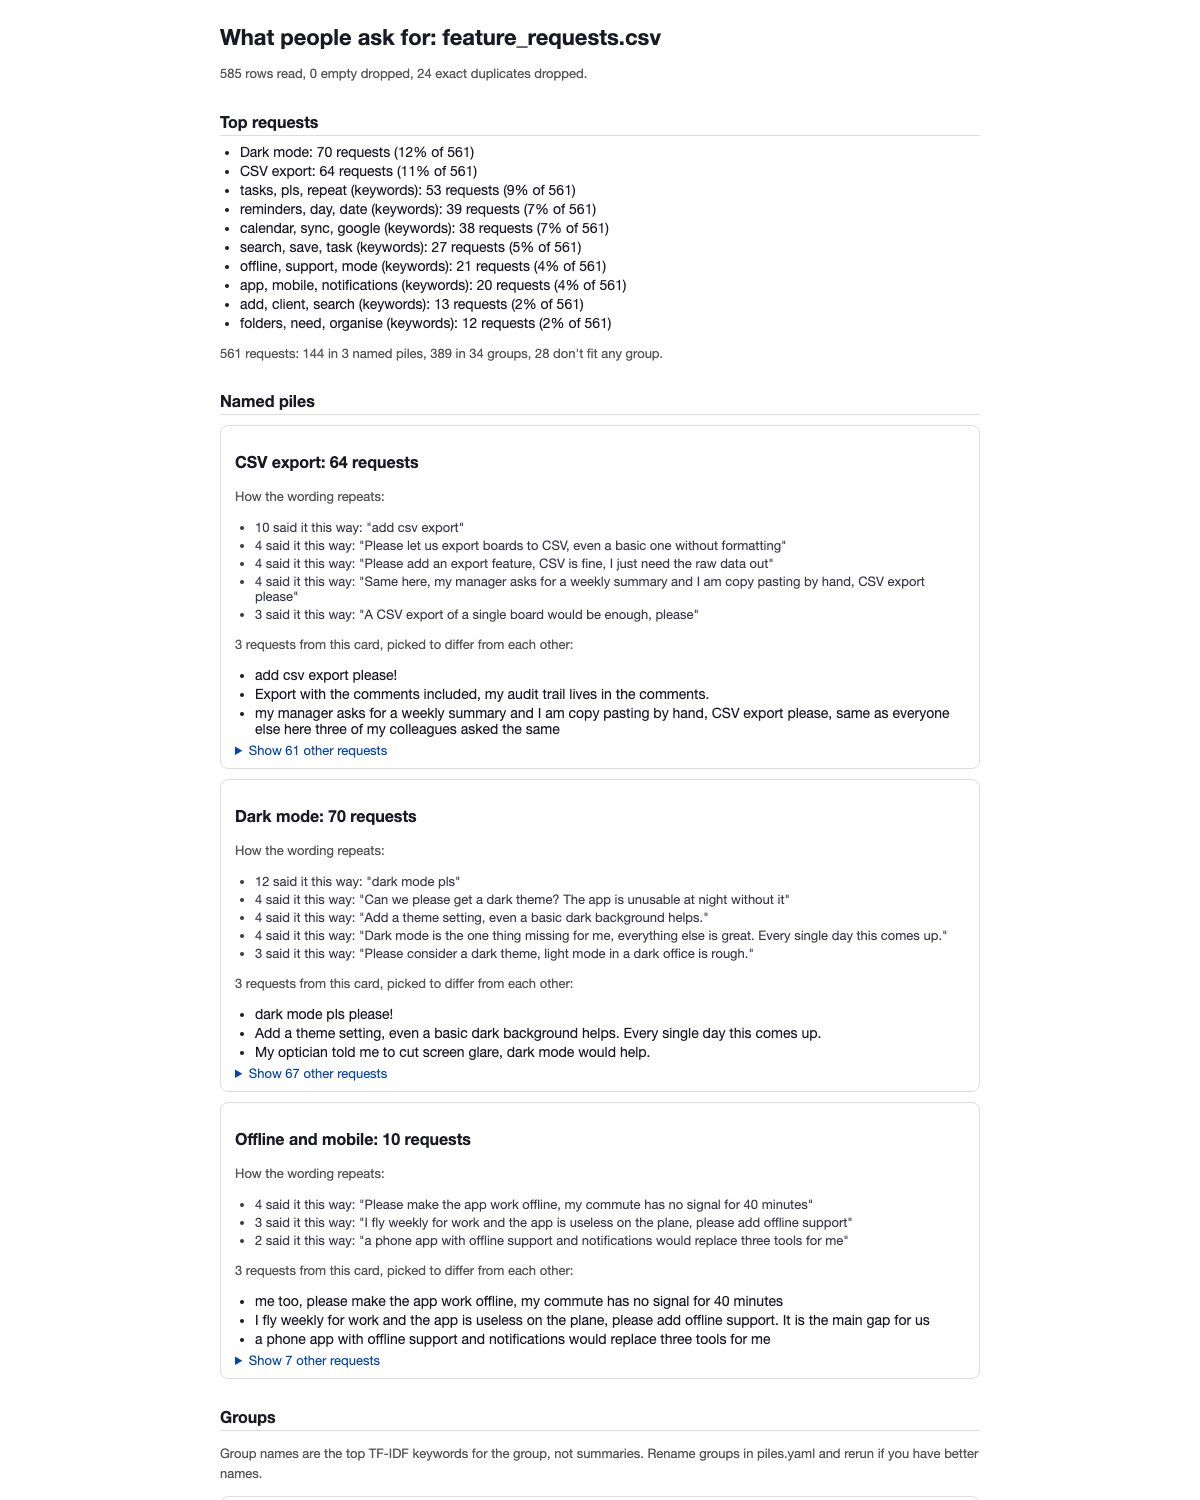 What people ask for: feature_requests.csv
585 rows read, 0 empty dropped, 24 exact duplicates dropped.
Top requests
• Dark mode: 70 requests (12% of 561)
• CSV export: 64 requests (11% of 561)
• tasks, pls, repeat (keywords): 53 requests (9% of 561)
• reminders, day, date (keywords): 39 requests (7% of 561)
• calendar, sync, google (keywords): 38 requests (7% of 561)
• search, save, task (keywords): 27 requests (5% of 561)
• offline, support, mode (keywords): 21 requests (4% of 561)
• app, mobile, notifications (keywords): 20 requests (4% of 561)
• add, client, search (keywords): 13 requests (2% of 561)
• folders, need, organise (keywords): 12 requests (2% of 561)
561 requests: 144 in 3 named piles, 389 in 34 groups, 28 don't fit any group.
Named piles
CSV export: 64 requests
How the wording repeats:
• 10 said it this way: "add csv export"
• 4 said it this way: "Please let us export boards to CSV, even a basic one without formatting"
• 4 said it this way: "Please add an export feature, CSV is fine, I just need the raw data out"
• 4 said it this way: "Same here, my manager asks for a weekly summary and I am copy pasting by hand, CSV export
please"
• 3 said it this way: "A CSV export of a single board would be enough, please"
3 requests from this card, picked to differ from each other:
• add csv export please!
• Export with the comments included, my audit trail lives in the comments.
• my manager asks for a weekly summary and I am copy pasting by hand, CSV export please, same as everyone
else here three of my colleagues asked the same
▶ Show 61 other requests
Dark mode: 70 requests
How the wording repeats:
• 12 said it this way: "dark mode pls"
• 4 said it this way: "Can we please get a dark theme? The app is unusable at night without it"
• 4 said it this way: "Add a theme setting, even a basic dark background helps."
• 4 said it this way: "Dark mode is the one thing missing for me, everything else is great. Every single day this comes up."
• 3 said it this way: "Please consider a dark theme, light mode in a dark office is rough."
3 requests from this card, picked to differ from each other:
• dark mode pls please!
• Add a theme setting, even a basic dark background helps. Every single day this comes up.
• My optician told me to cut screen glare, dark mode would help.
▶ Show 67 other requests
Offline and mobile: 10 requests
How the wording repeats:
• 4 said it this way: "Please make the app work offline, my commute has no signal for 40 minutes"
• 3 said it this way: "I fly weekly for work and the app is useless on the plane, please add offline support"
• 2 said it this way: "a phone app with offline support and notifications would replace three tools for me"
3 requests from this card, picked to differ from each other:
• me too, please make the app work offline, my commute has no signal for 40 minutes
• I fly weekly for work and the app is useless on the plane, please add offline support. It is the main gap for us
• a phone app with offline support and notifications would replace three tools for me
▶ Show 7 other requests
Groups
Group names are the top TF-IDF keywords for the group, not summaries. Rename groups in piles.yaml and rerun if you have better
names.